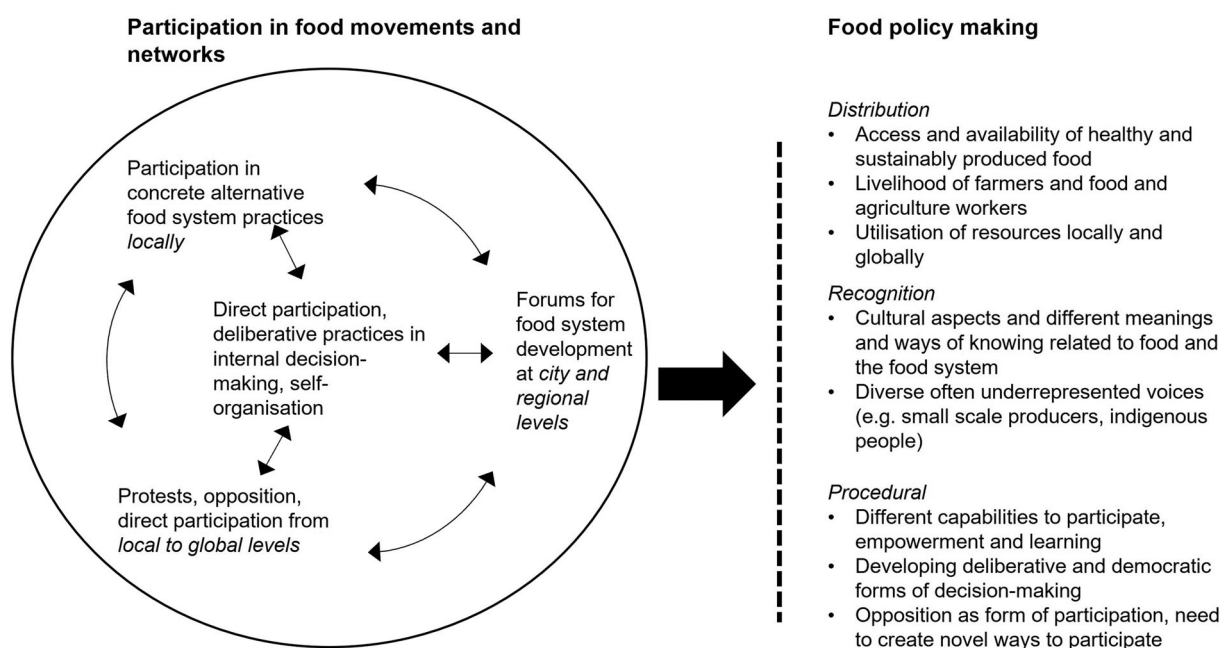 Participation in food movements and
networks
Participation in
concrete alternative
food system practices
locally
Direct participation,
deliberative practices in
internal decision-
making, self-
organisation
Forums for
food system
development
at city and
regional
levels
Protests, opposition,
direct participation from
local to global levels
Food policy making
Distribution
• Access and availability of healthy and
sustainably produced food
• Livelihood of farmers and food and
agriculture workers
• Utilisation of resources locally and
globally
Recognition
• Cultural aspects and different meanings
and ways of knowing related to food and
the food system
• Diverse often underrepresented voices
(e.g. small scale producers, indigenous
people)
Procedural
• Different capabilities to participate,
empowerment and learning
• Developing deliberative and democratic
forms of decision-making
• Opposition as form of participation, need
to create novel ways to participate